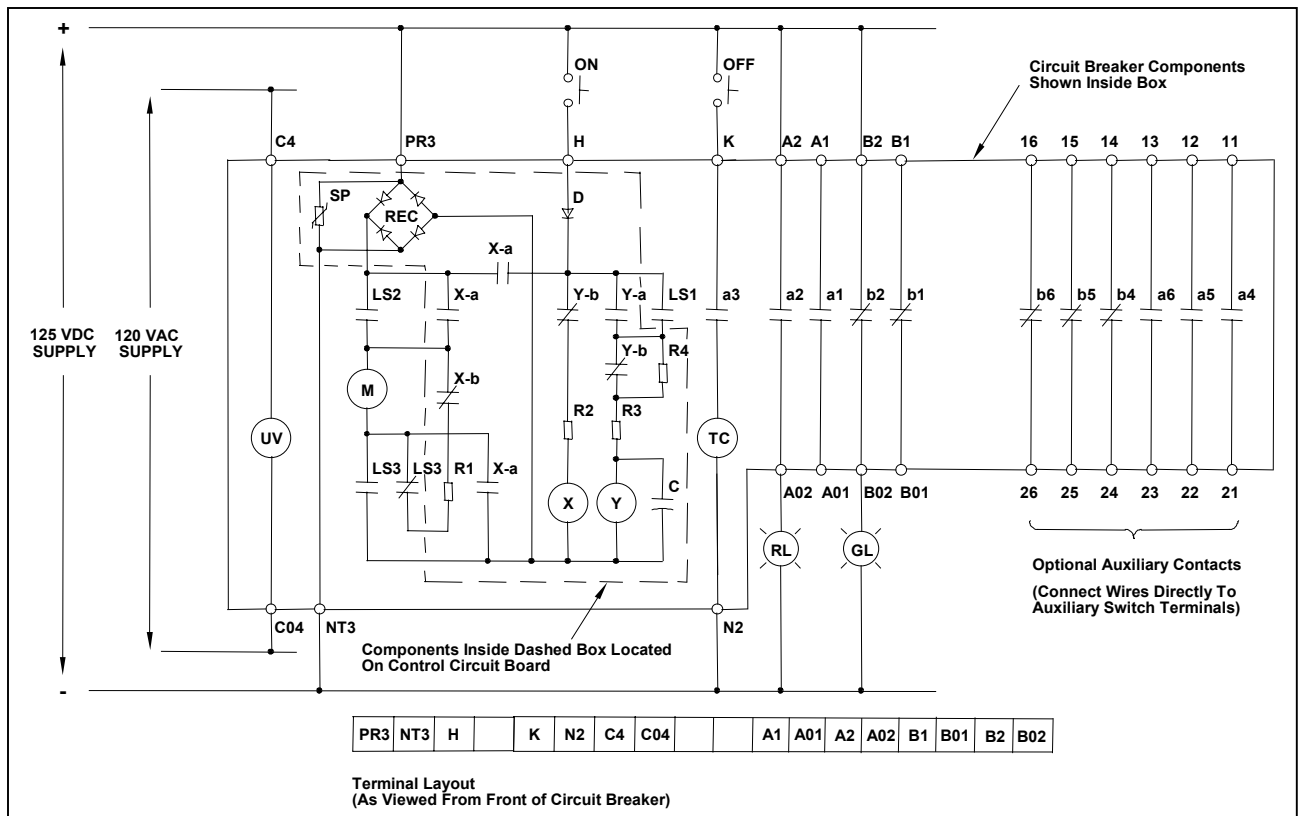 +
ON
OFF
Circuit Breaker Components
Shown Inside Box
C4
PR3
H
K
A2
A1
B2
B1
16
15
14
13
12
11
SP
REC
D
X-a
LS2
X-a
Y-b
Y-a
LS1
a3
a2
a1
b2
b1
b6
b5
b4
a6
a5
a4
125 VDC
SUPPLY
120 VAC
SUPPLY
Y-b
R4
M
X-b
R2
R3
UV
TC
LS3
LS3
R1
X-a
C
X
Y
A02
A01
B02
B01
26
25
24
23
22
21
RL
GL
Optional Auxiliary Contacts
(Connect Wires Directly To
Auxiliary Switch Terminals)
C04
NT3
N2
Components Inside Dashed Box Located
On Control Circuit Board
-
PR3 NT3 H K N2 C4 C04 A1 A01 A2 A02 B1 B01 B2 B02
Terminal Layout
(As Viewed From Front of Circuit Breaker)